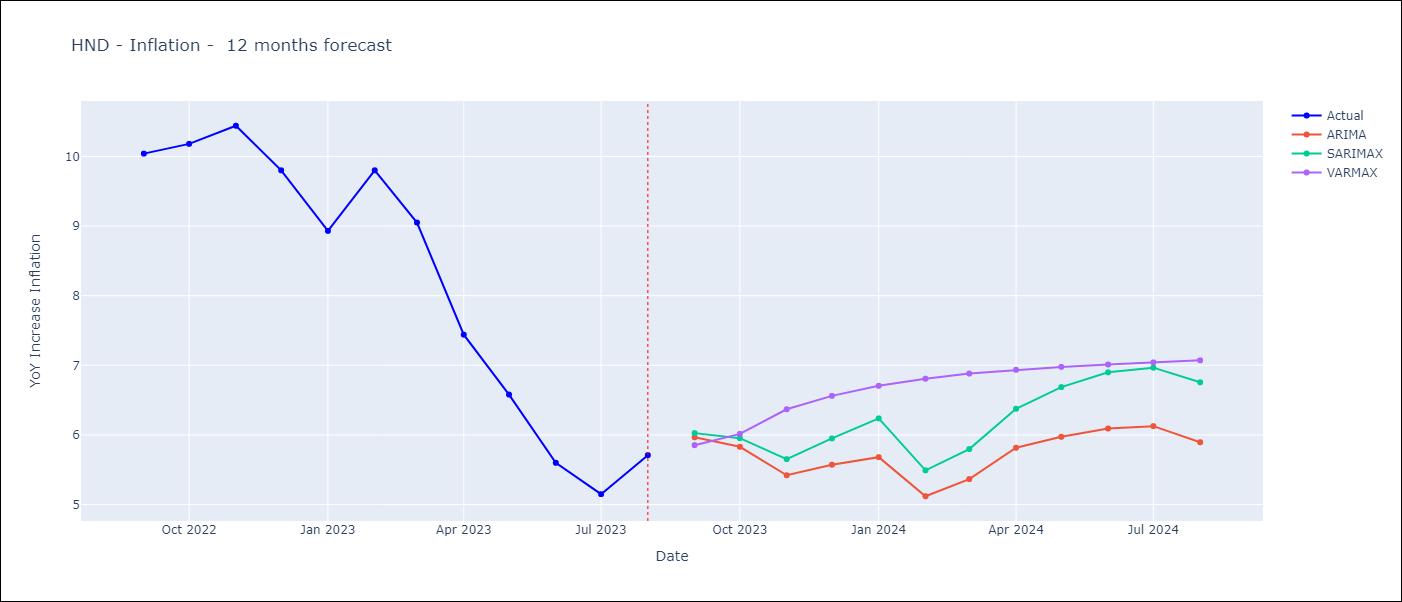 HND - Inflation -  12 months forecast
Actual
ARIMA
SARIMAX
VARMAX
YoY Increase Inflation
10
9
8
7
6
5
Oct 2022 Jan 2023 Apr 2023 Jul 2023 Oct 2023 Jan 2024 Apr 2024 Jul 2024
Date